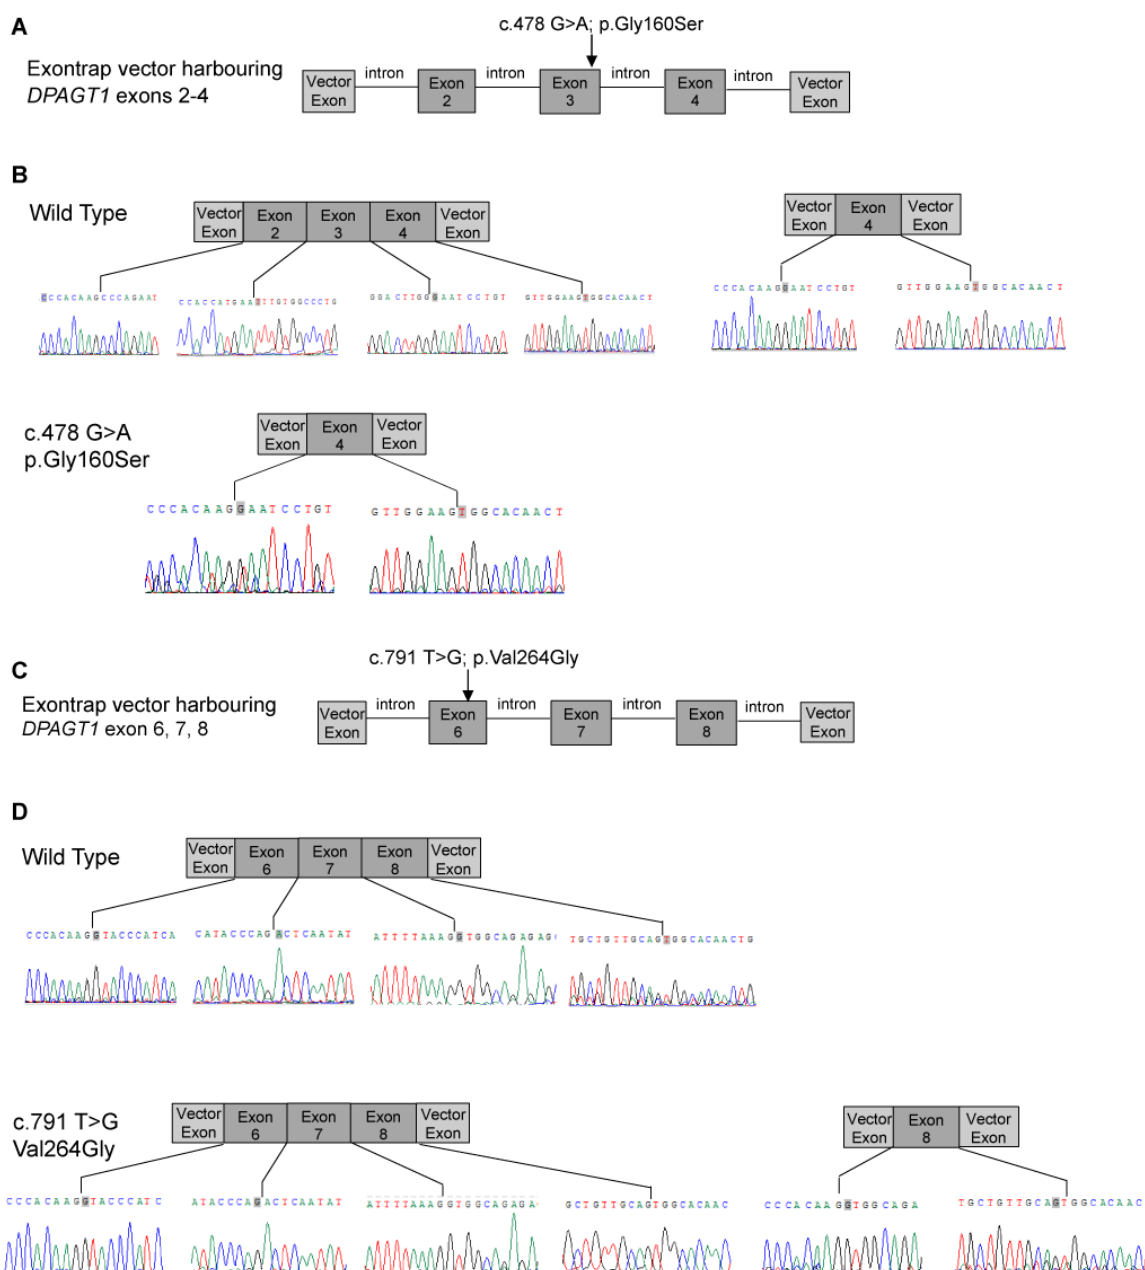 A
c.478 G>A; p.Gly160Ser
Exontrap vector harbouring
DPAGT1 exons 2-4
Vector
Exon
intron
Exon
2
intron
Exon
3
intron
Exon
4
intron
Vector
Exon
B
Wild Type
Vector
Exon
Exon
2
Exon
3
Exon
4
Vector
Exon
Vector
Exon
Exon
4
Vector
Exon
CCCACAAGCCCAGAAT
CCACCATGAATTTGTGGCCCTG
GGACTTGGGAATCCTGT
GTTGGAAGTGGCACAACT
CCCACAAGGAATCCTGT
GTTGGAAGTGGCACAACT
c.478 G>A
p.Gly160Ser
Vector
Exon
Exon
4
Vector
Exon
CCCACAAGGAATCCTGT
GTTGGAAGTGGCACAACT
C
c.791 T>G; p.Val264Gly
Exontrap vector harbouring
DPAGT1 exon 6, 7, 8
Vector
Exon
intron
Exon
6
intron
Exon
7
intron
Exon
8
intron
Vector
Exon
D
Wild Type
Vector
Exon
Exon
6
Exon
7
Exon
8
Vector
Exon
CCCACAAGGTACCCATCA
CATACCCAGACTCAATAT
ATTTTAAAGGTGGCAGAGAG
TGCTGTTGCAGTGGCACAACTG
c.791 T>G
Val264Gly
Vector
Exon
Exon
6
Exon
7
Exon
8
Vector
Exon
Vector
Exon
Exon
8
Vector
Exon
CCCACAAGGTACCCATC
ATACCCAGACTCAATAT
ATTTTAAAGGTGGCAGAGA
GCTGTTGCAGTGGCACAAC
CCCACAAGGTGGCAGA
TGCTGTTGCAGTGGCACAAC